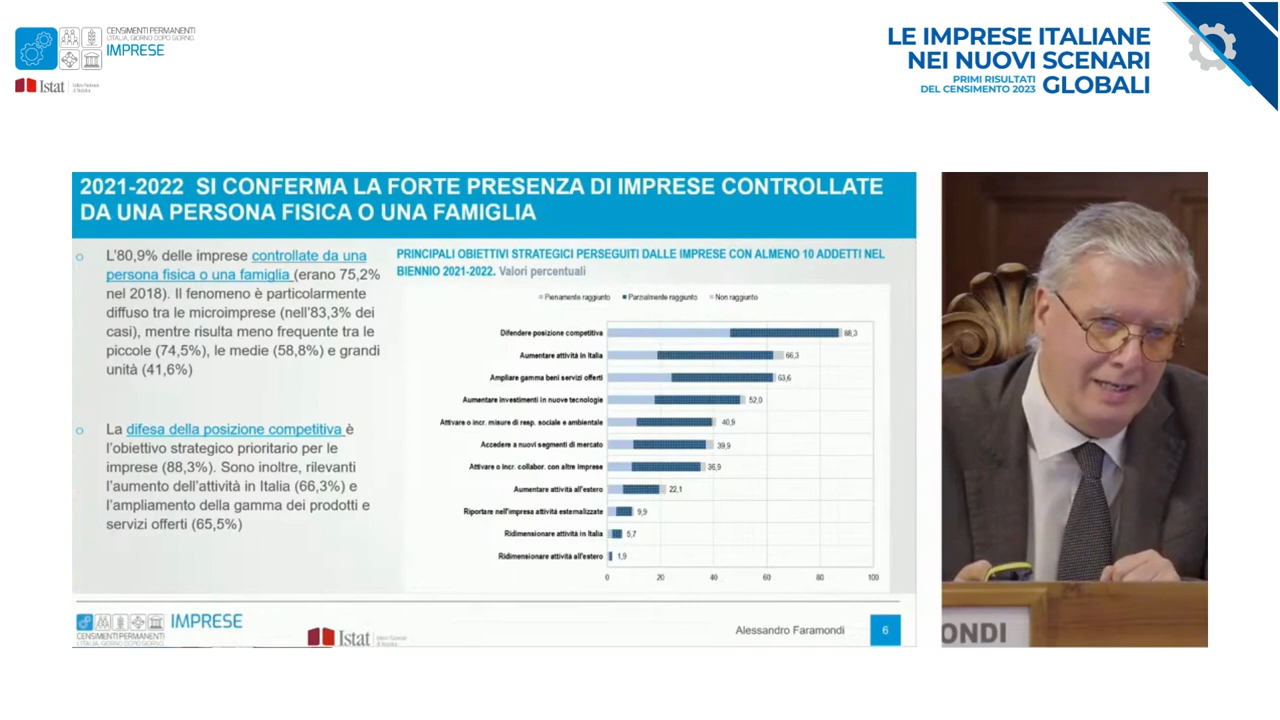 CENSIMENTI PERMANENTI
L'ITALIA, GIORNO DOPO GIORNO.
IMPRESE
Istat
LE IMPRESE ITALIANE
NEI NUOVI SCENARI
PRIMI RISULTATI
DEL CENSIMENTO 2023
GLOBALI
2021-2022 SI CONFERMA LA FORTE PRESENZA DI IMPRESE CONTROLLATE
DA UNA PERSONA FISICA O UNA FAMIGLIA
L'80,9% delle imprese controllate da una
persona fisica o una famiglia (erano 75,2%
nel 2018). Il fenomeno è particolarmente
diffuso tra le microimprese (nell'83,3% dei
casi), mentre risulta meno frequente tra le
piccole (74,5%), le medie (58,8%) e grandi
unità (41,6%)
La difesa della posizione competitiva è
l'obiettivo strategico prioritario per le
imprese (88,3%). Sono inoltre, rilevanti
l'aumento dell'attività in Italia (66,3%) e
l'ampliamento della gamma dei prodotti e
servizi offerti (65,5%)
PRINCIPALI OBIETTIVI STRATEGICI PERSEGUITI DALLE IMPRESE CON ALMENO 10 ADDETTI NEL
BIENNIO 2021-2022. Valori percentuali
Pienamente raggiunto Parzialmente raggiunto Non raggiunto
Difendere posizione competitiva 88,3
Aumentare attività in Italia 66,3
Ampliare gamma beni servizi offerti 63,6
Aumentare investimenti in nuove tecnologie 52,0
Attivare o incr. misure di resp. sociale e ambientale 40,9
Accedere a nuovi segmenti di mercato 39,9
Attivare o incr. collabor. con altre imprese 36,9
Aumentare attività all'estero 22,1
Riportare nell'impresa attività esternalizzate 9,9
Ridimensionare attività in Italia 5,7
Ridimensionare attività all'estero 1,9
0 20 40 60 80 100
IMPRESE
CENSIMENTI PERMANENTI
L'ITALIA, GIORNO DOPO GIORNO.
Istat
Alessandro Faramondi
6
ONDI